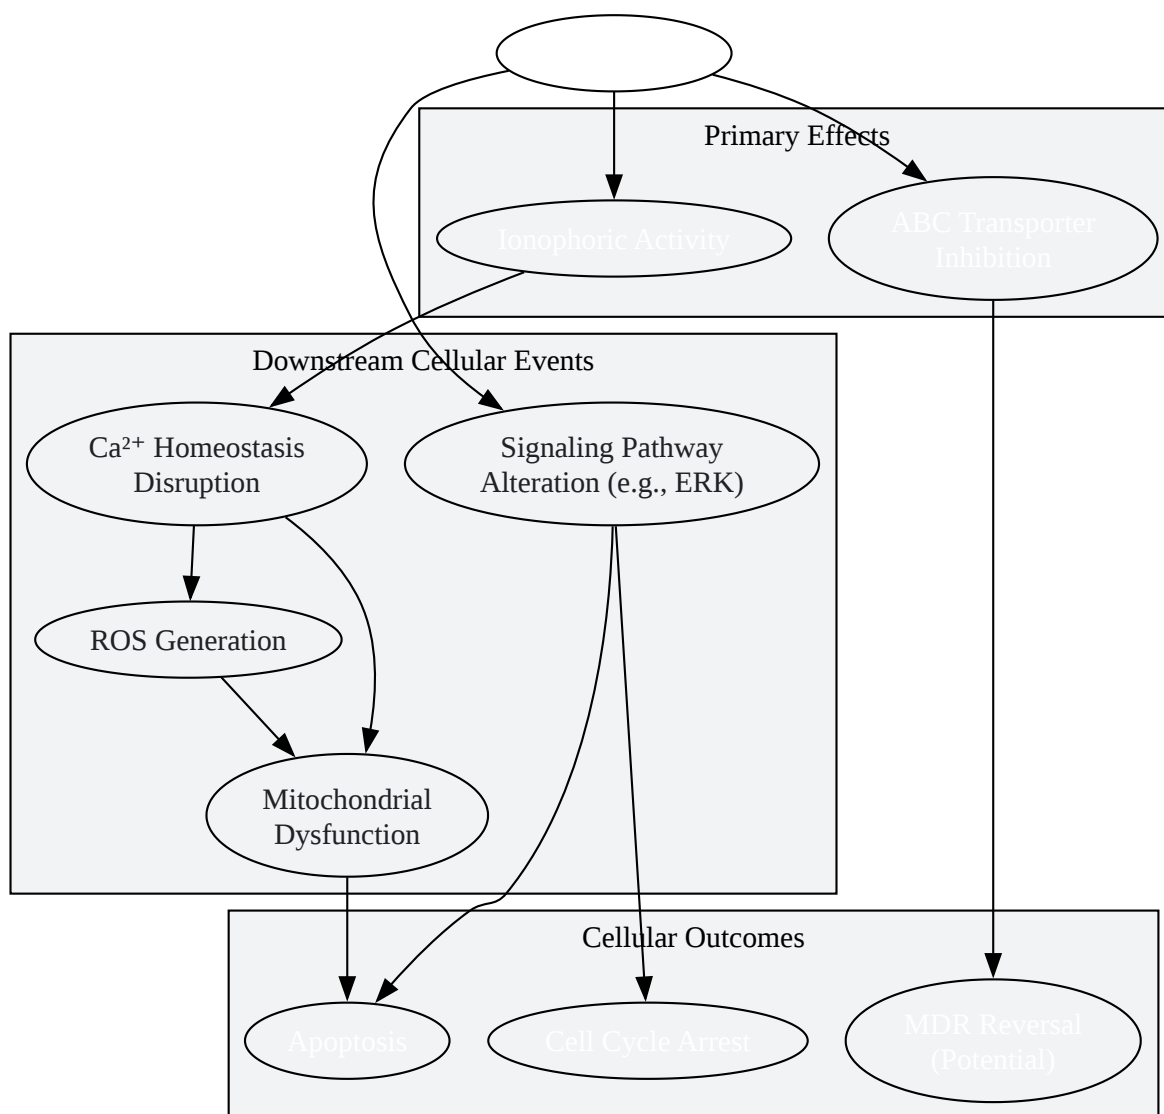 Primary Effects
Ionophoric Activity
ABC Transporter
Inhibition
Downstream Cellular Events
Ca²⁺ Homeostasis
Disruption
Signaling Pathway
Alteration (e.g., ERK)
ROS Generation
Mitochondrial
Dysfunction
Cellular Outcomes
Apoptosis
Cell Cycle Arrest
MDR Reversal
(Potential)